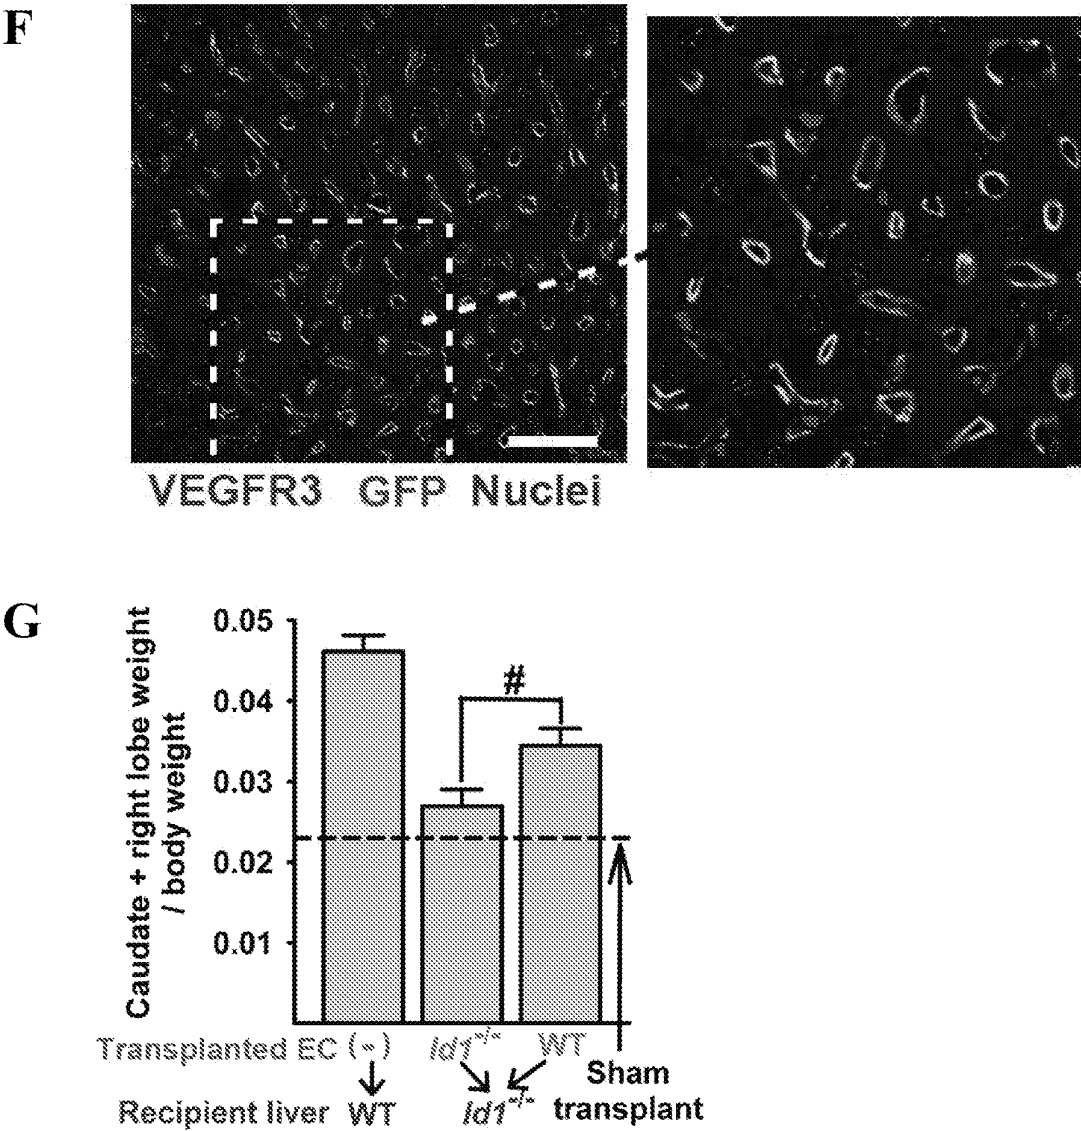 F
VEGFR3 GFP Nuclei
G
Caudate + right lobe weight
/ body weight
0.05
0.04
0.03
0.02
0.01
#
Transplanted EC (-) Id1-/- WT
Recipient liver WT Id1-/-
Sham
transplant